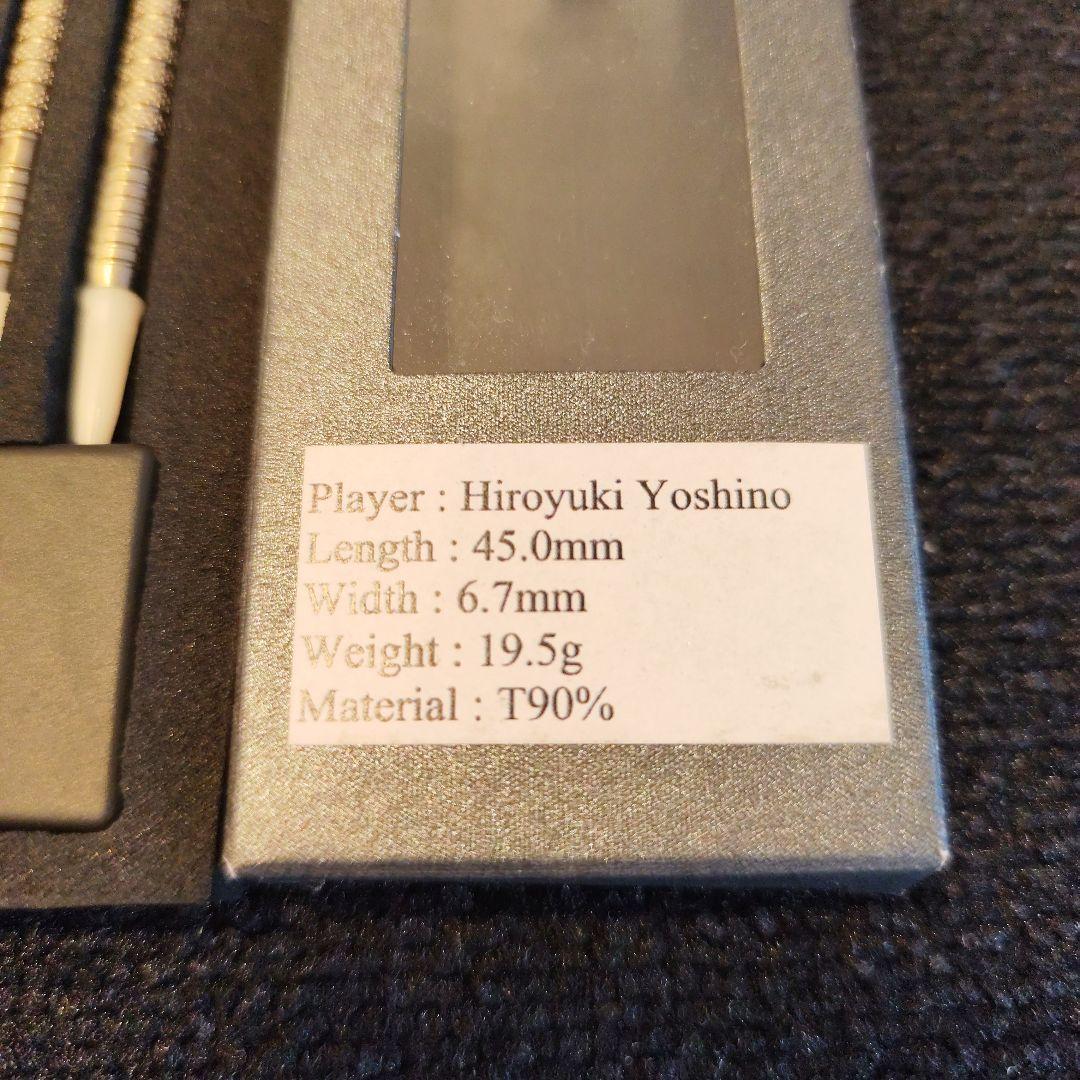 Player : Hiroyuki Yoshino
Length : 45.0mm
Width : 6.7mm
Weight : 19.5g
Material : T90%